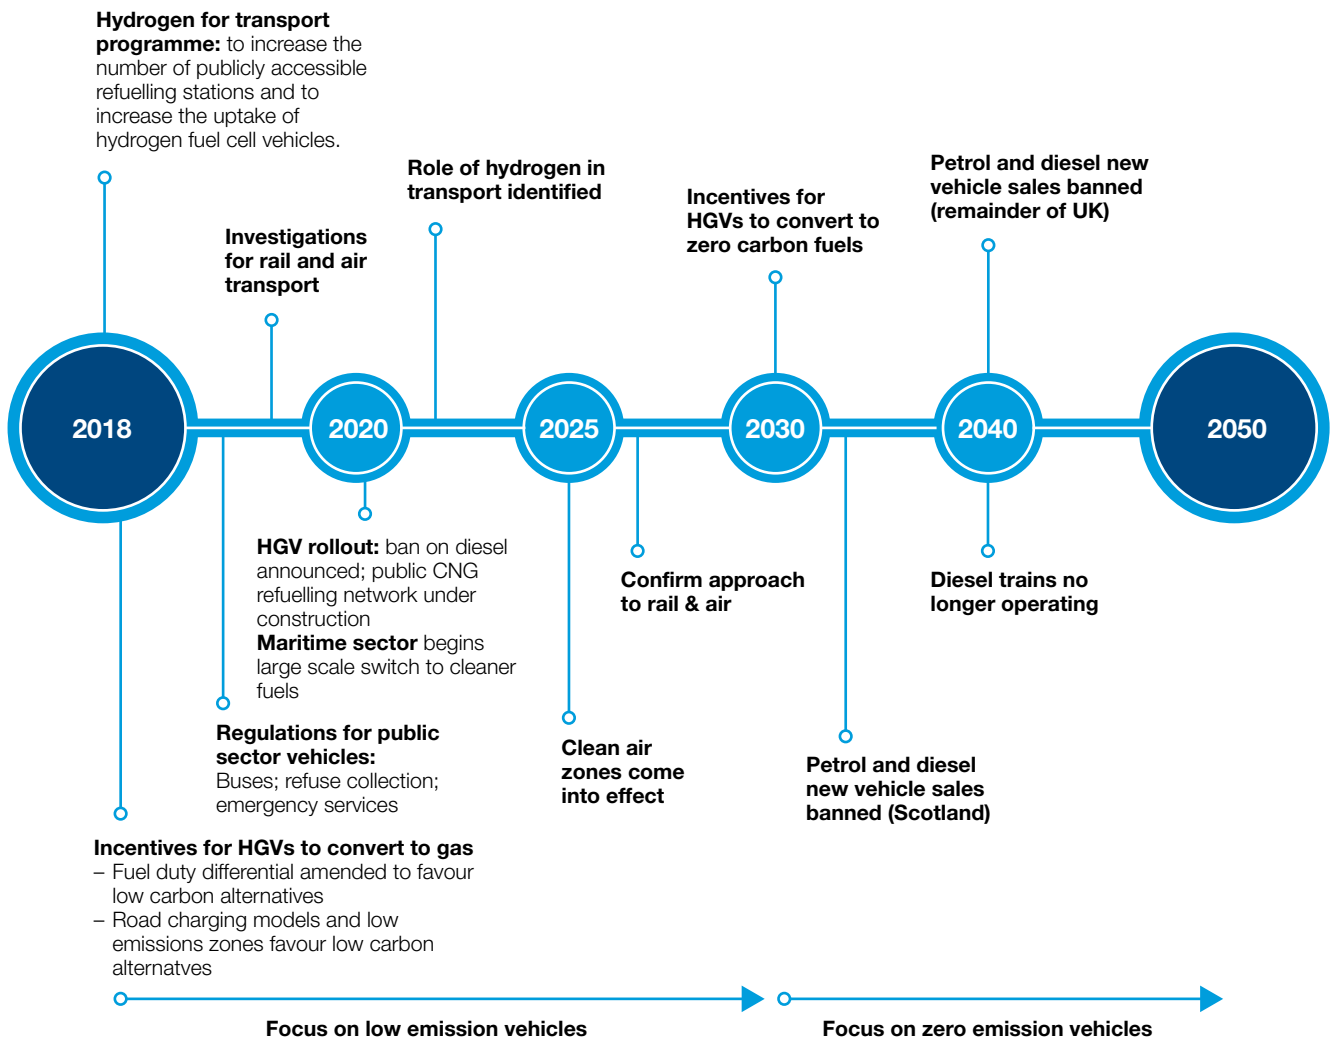 Hydrogen for transport
programme: to increase the
number of publicly accessible
refuelling stations and to
increase the uptake of
hydrogen fuel cell vehicles.
Investigations
for rail and air
transport
Role of hydrogen in
transport identified
Incentives for
HGVs to convert to
zero carbon fuels
Petrol and diesel new
vehicle sales banned
(remainder of UK)
2018
2020
2025
2030
2040
2050
HGV rollout: ban on diesel
announced; public CNG
refuelling network under
construction
Maritime sector begins
large scale switch to cleaner
fuels
Confirm approach
to rail & air
Diesel trains no
longer operating
Regulations for public
sector vehicles:
Buses; refuse collection;
emergency services
Clean air
zones come
into effect
Petrol and diesel
new vehicle sales
banned (Scotland)
Incentives for HGVs to convert to gas
– Fuel duty differential amended to favour
low carbon alternatives
– Road charging models and low
emissions zones favour low carbon
alternatves
Focus on low emission vehicles
Focus on zero emission vehicles